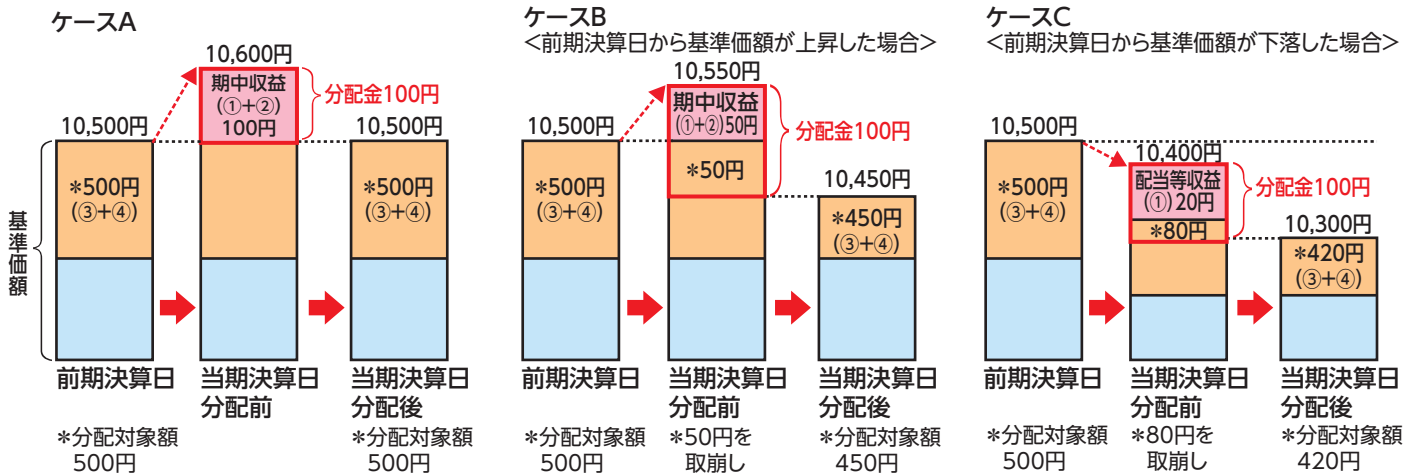 ケースA
10,600円
期中収益
(①+②)
100円
分配金100円
10,500円
10,500円
*500円
(③+④)
*500円
(③+④)
基準価額
前期決算日
当期決算日
分配前
当期決算日
分配後
*分配対象額
500円
*分配対象額
500円
ケースB
<前期決算日から基準価額が上昇した場合>
10,550円
期中収益
(①+②)50円
分配金100円
10,500円
*500円
(③+④)
*50円
10,450円
*450円
(③+④)
前期決算日
当期決算日
分配前
当期決算日
分配後
*分配対象額
500円
*50円を
取崩し
*分配対象額
450円
ケースC
<前期決算日から基準価額が下落した場合>
10,500円
10,400円
*500円
(③+④)
配当等収益
(①)20円
分配金100円
*80円
10,300円
*420円
(③+④)
前期決算日
当期決算日
分配前
当期決算日
分配後
*分配対象額
500円
*80円を
取崩し
*分配対象額
420円